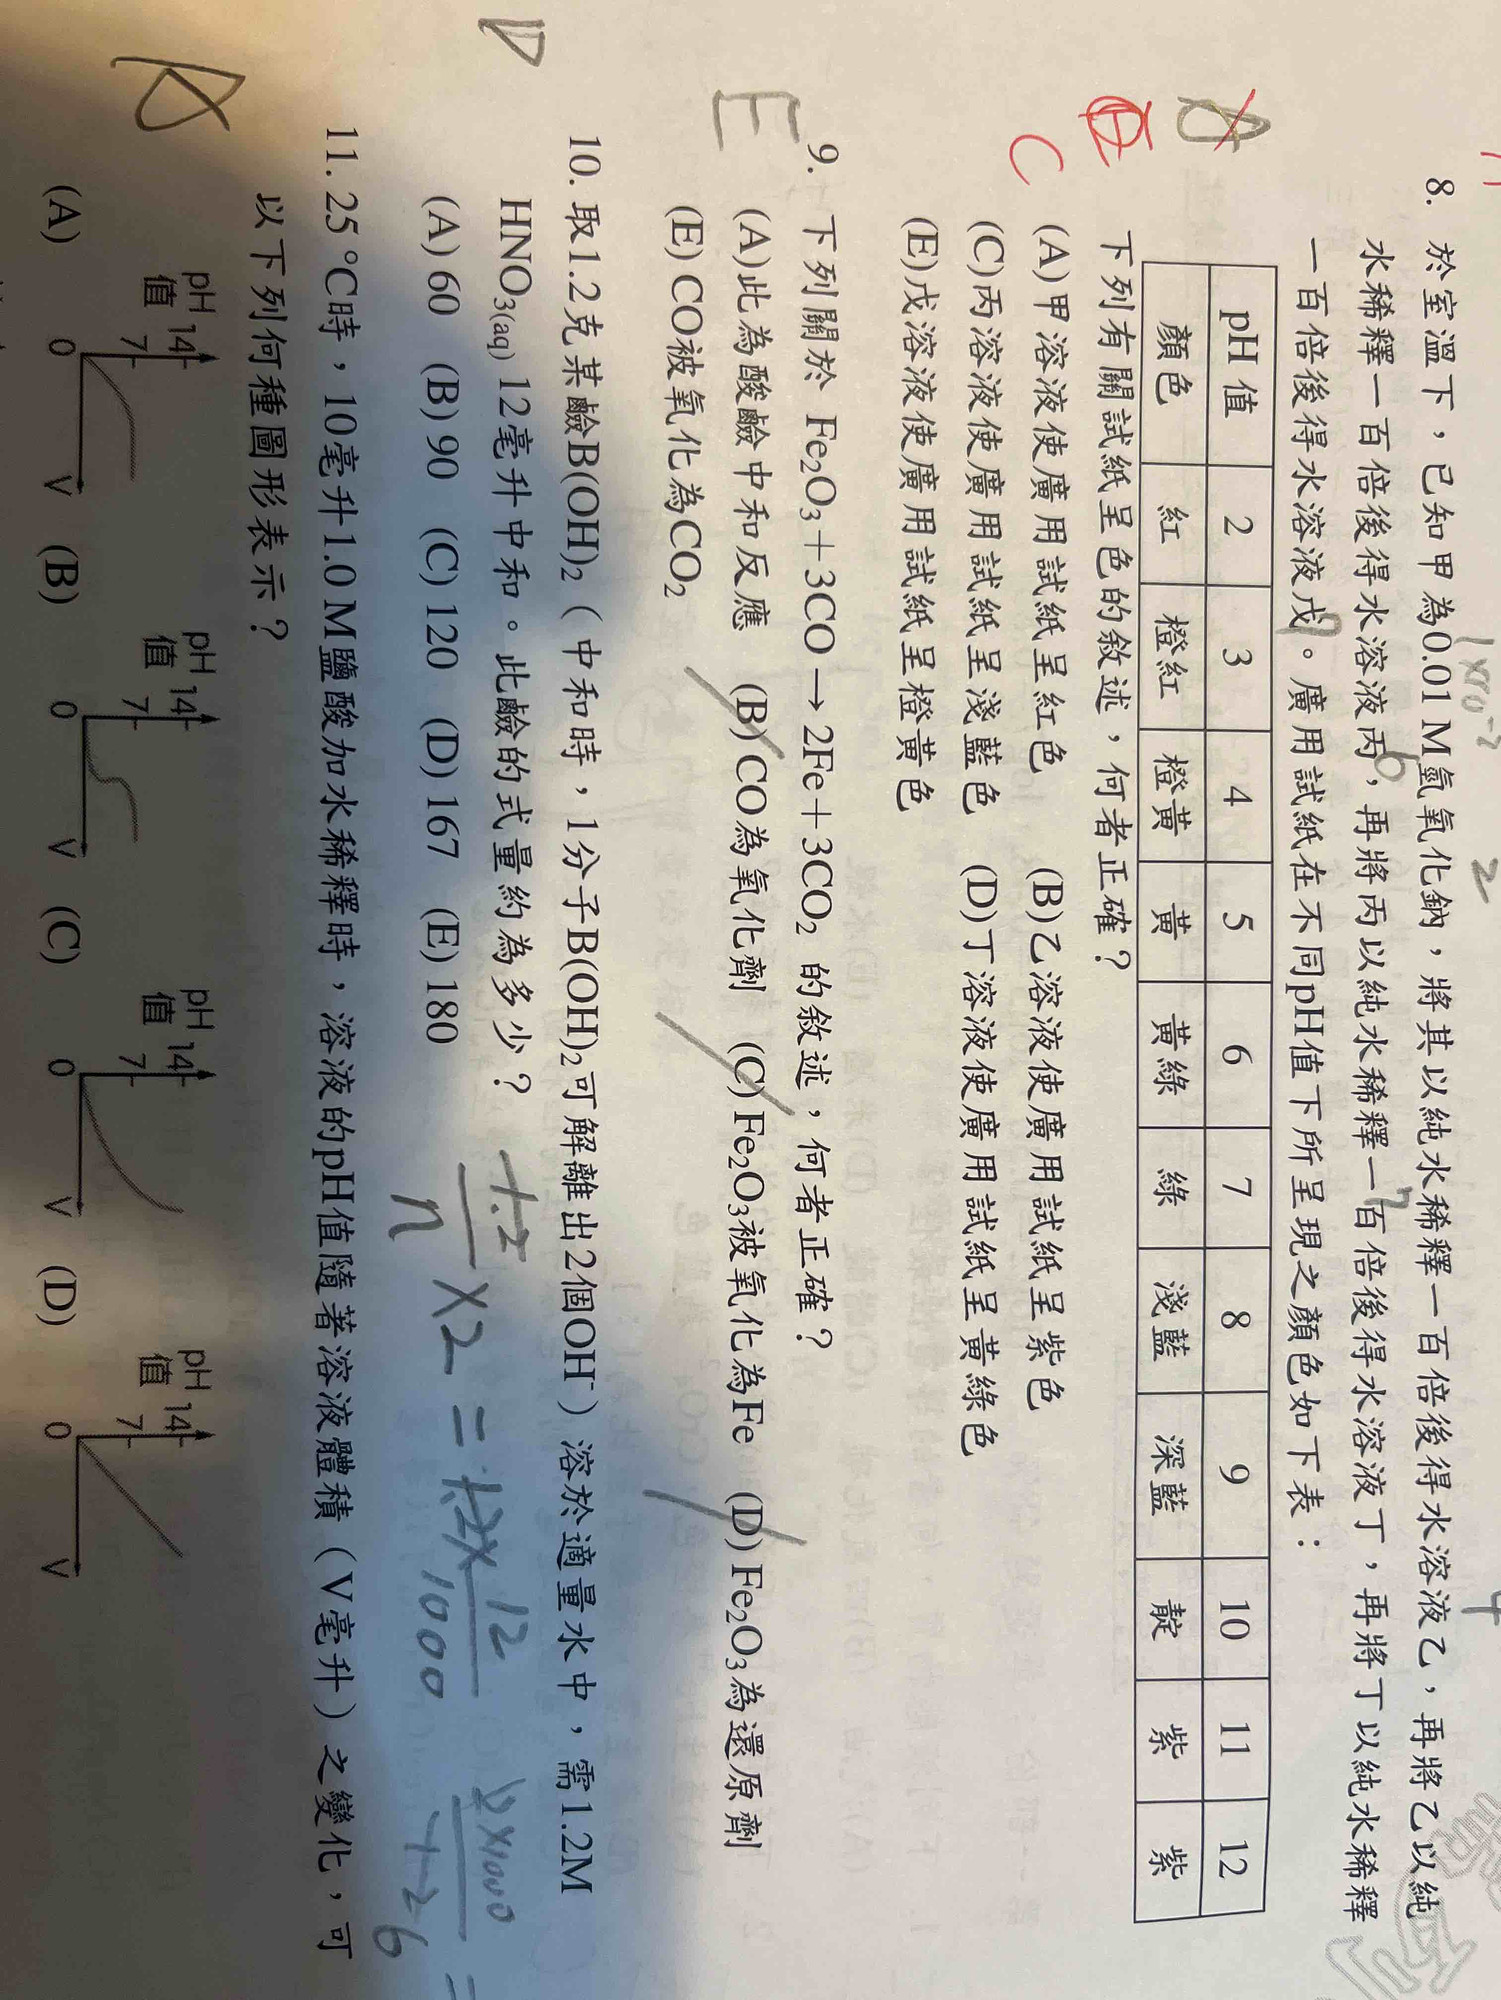 1×10⁻² 2 4
8. 於室溫下，已知甲為0.01 M氫氧化鈉，將其以純水稀釋一百倍後得水溶液乙，再將乙以純
水稀釋一百倍後得水溶液丙，再將丙以純水稀釋一百倍後得水溶液丁，再將丁以純水稀釋
一百倍後得水溶液戊。廣用試紙在不同pH值下所呈現之顏色如下表：
pH 值 2 3 4 5 6 7 8 9 10 11 12
顏色 紅 橙紅 橙黃 黃 黃綠 綠 淺藍 深藍 靛 紫 紫
下列有關試紙呈色的敘述，何者正確？
C
(A)甲溶液使廣用試紙呈紅色 (B)乙溶液使廣用試紙呈紫色
(C)丙溶液使廣用試紙呈淺藍色 (D)丁溶液使廣用試紙呈黃綠色
(E)戊溶液使廣用試紙呈橙黃色
E
9. 下列關於 Fe₂O₃＋3CO→2Fe＋3CO₂ 的敘述，何者正確？
(A)此為酸鹼中和反應 (B) CO為氧化劑 (C) Fe₂O₃被氧化為Fe (D) Fe₂O₃為還原劑
(E) CO被氧化為CO₂
D
10. 取1.2克某鹼B(OH)₂（中和時，1分子B(OH)₂可解離出2個OH⁻）溶於適量水中，需1.2M
HNO₃₍aq₎ 12毫升中和。此鹼的式量約為多少？
(A) 60 (B) 90 (C) 120 (D) 167 (E) 180
1.2
n ×2 = 1.2× 12
1000
11. 25 °C時，10毫升1.0 M鹽酸加水稀釋時，溶液的pH值隨著溶液體積（V毫升）之變化，可
以下列何種圖形表示？
(A) pH值 14 7 0 V (B) pH值 14 7 0 V (C) pH值 14 7 0 V (D) pH值 14 7 0 V